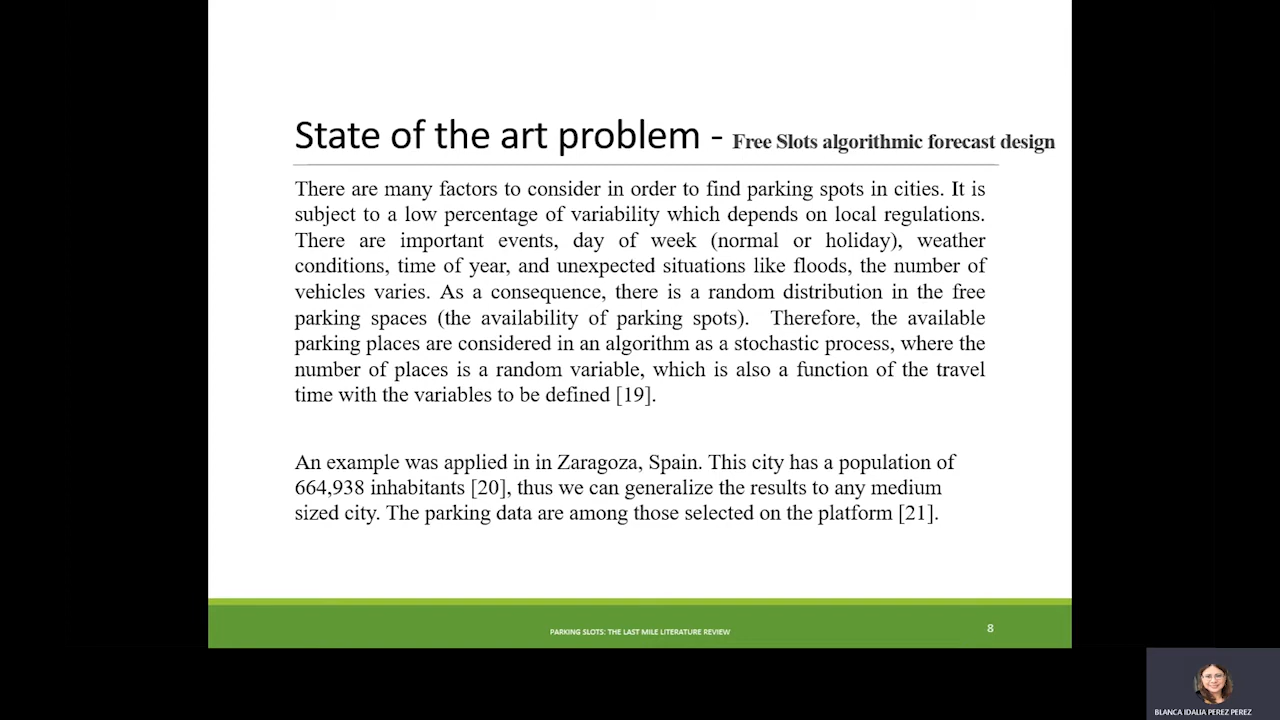 State of the art problem - Free Slots algorithmic forecast design
There are many factors to consider in order to find parking spots in cities. It is
subject to a low percentage of variability which depends on local regulations.
There are important events, day of week (normal or holiday), weather
conditions, time of year, and unexpected situations like floods, the number of
vehicles varies. As a consequence, there is a random distribution in the free
parking spaces (the availability of parking spots). Therefore, the available
parking places are considered in an algorithm as a stochastic process, where the
number of places is a random variable, which is also a function of the travel
time with the variables to be defined [19].
An example was applied in in Zaragoza, Spain. This city has a population of
664,938 inhabitants [20], thus we can generalize the results to any medium
sized city. The parking data are among those selected on the platform [21].
PARKING SLOTS: THE LAST MILE LITERATURE REVIEW
8
BLANCA IDALIA PEREZ PEREZ